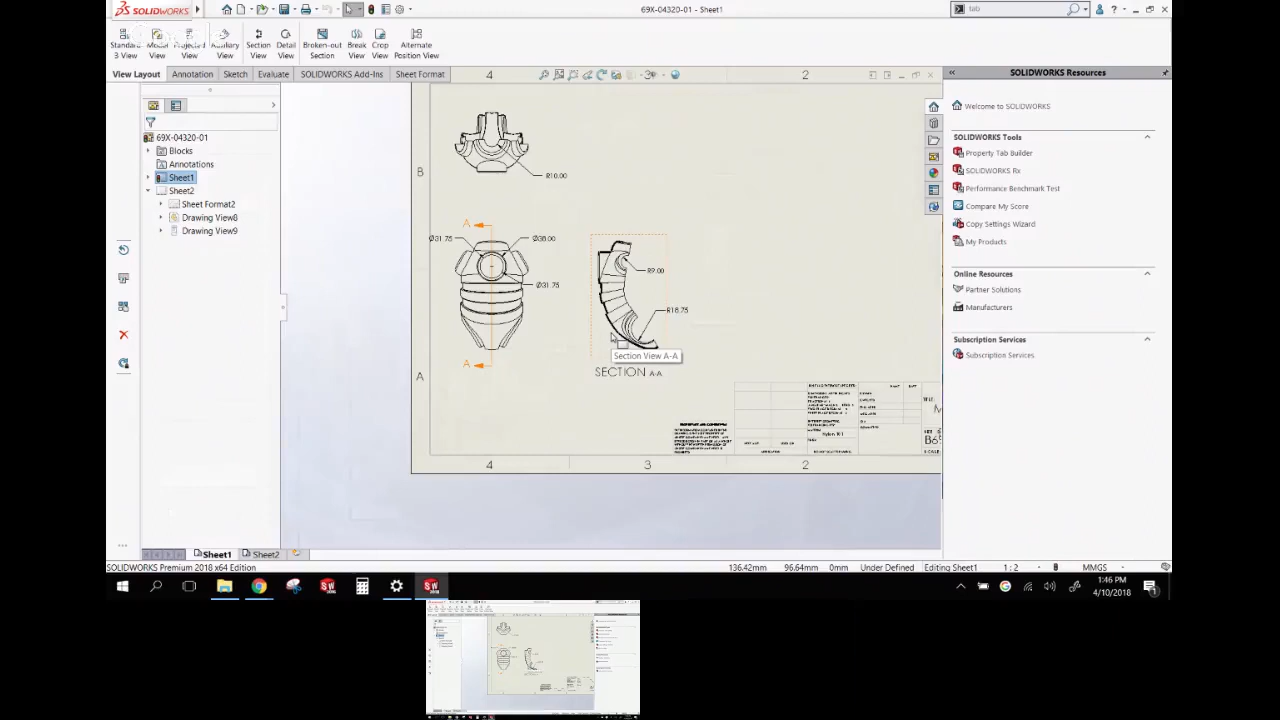 SOLIDWORKS
69X-04320-01 - Sheet1
tab
Standard 3 View
Model View
Projected View
Auxiliary View
Section View
Detail View
Broken-out Section
Break View
Crop View
Alternate Position View
View Layout
Annotation
Sketch
Evaluate
SOLIDWORKS Add-Ins
Sheet Format
4
2
SOLIDWORKS Resources
69X-04320-01
Blocks
Annotations
Sheet1
Sheet2
Sheet Format2
Drawing View8
Drawing View9
Welcome to SOLIDWORKS
SOLIDWORKS Tools
Property Tab Builder
SOLIDWORKS Rx
Performance Benchmark Test
Compare My Score
Copy Settings Wizard
My Products
Online Resources
Partner Solutions
Manufacturers
Subscription Services
Subscription Services
B
R10.00
A
Ø31.75
Ø38.00
Ø31.75
R9.00
R18.75
Section View A-A
A
SECTION A-A
A
4
3
2
Sheet1
Sheet2
SOLIDWORKS Premium 2018 x64 Edition
136.42mm
96.64mm
0mm
Under Defined
Editing Sheet1
1 : 2
MMGS
1:46 PM
4/10/2018